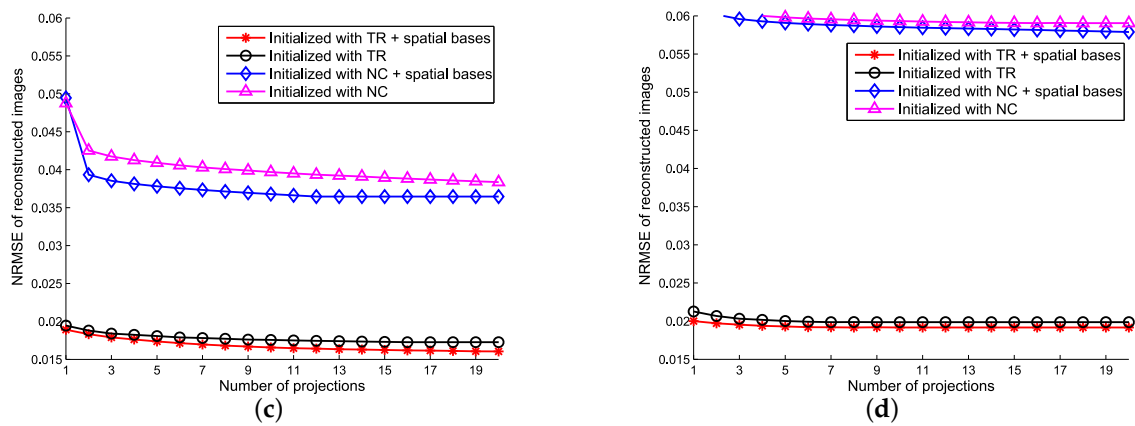 0.06
0.055
0.05
0.045
0.04
0.035
0.03
0.025
0.02
0.015
NRMSE of reconstructed images
Initialized with TR + spatial bases
Initialized with TR
Initialized with NC + spatial bases
Initialized with NC
1 3 5 7 9 11 13 15 17 19
Number of projections
(c)
0.06
0.055
0.05
0.045
0.04
0.035
0.03
0.025
0.02
0.015
NRMSE of reconstructed images
Initialized with TR + spatial bases
Initialized with TR
Initialized with NC + spatial bases
Initialized with NC
1 3 5 7 9 11 13 15 17 19
Number of projections
(d)